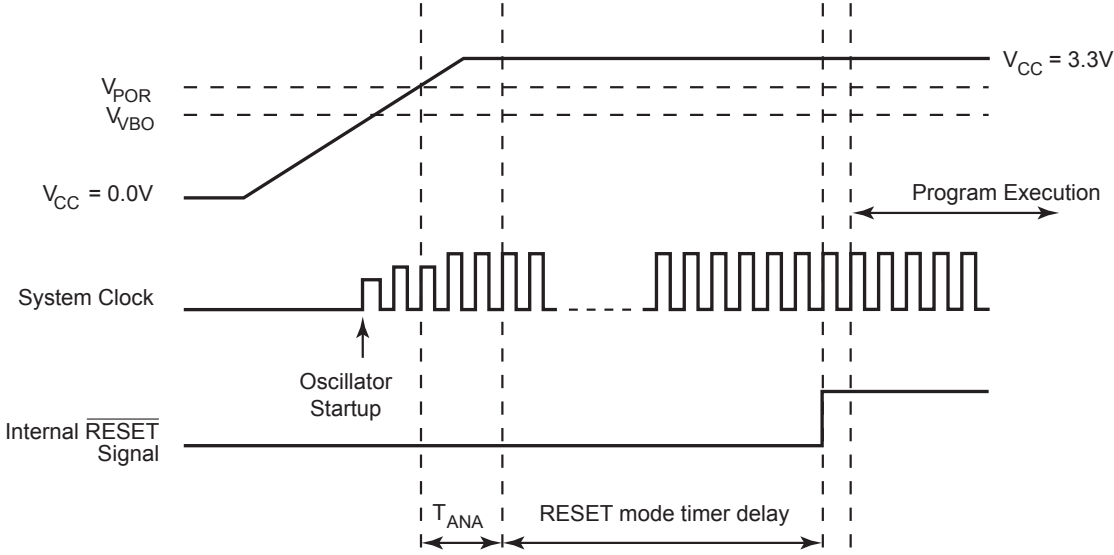 V_CC = 3.3V
V_POR
V_VBO
V_CC = 0.0V
Program Execution
System Clock
Oscillator
Startup
Internal R̅E̅S̅E̅T̅
Signal
T_ANA
RESET mode timer delay